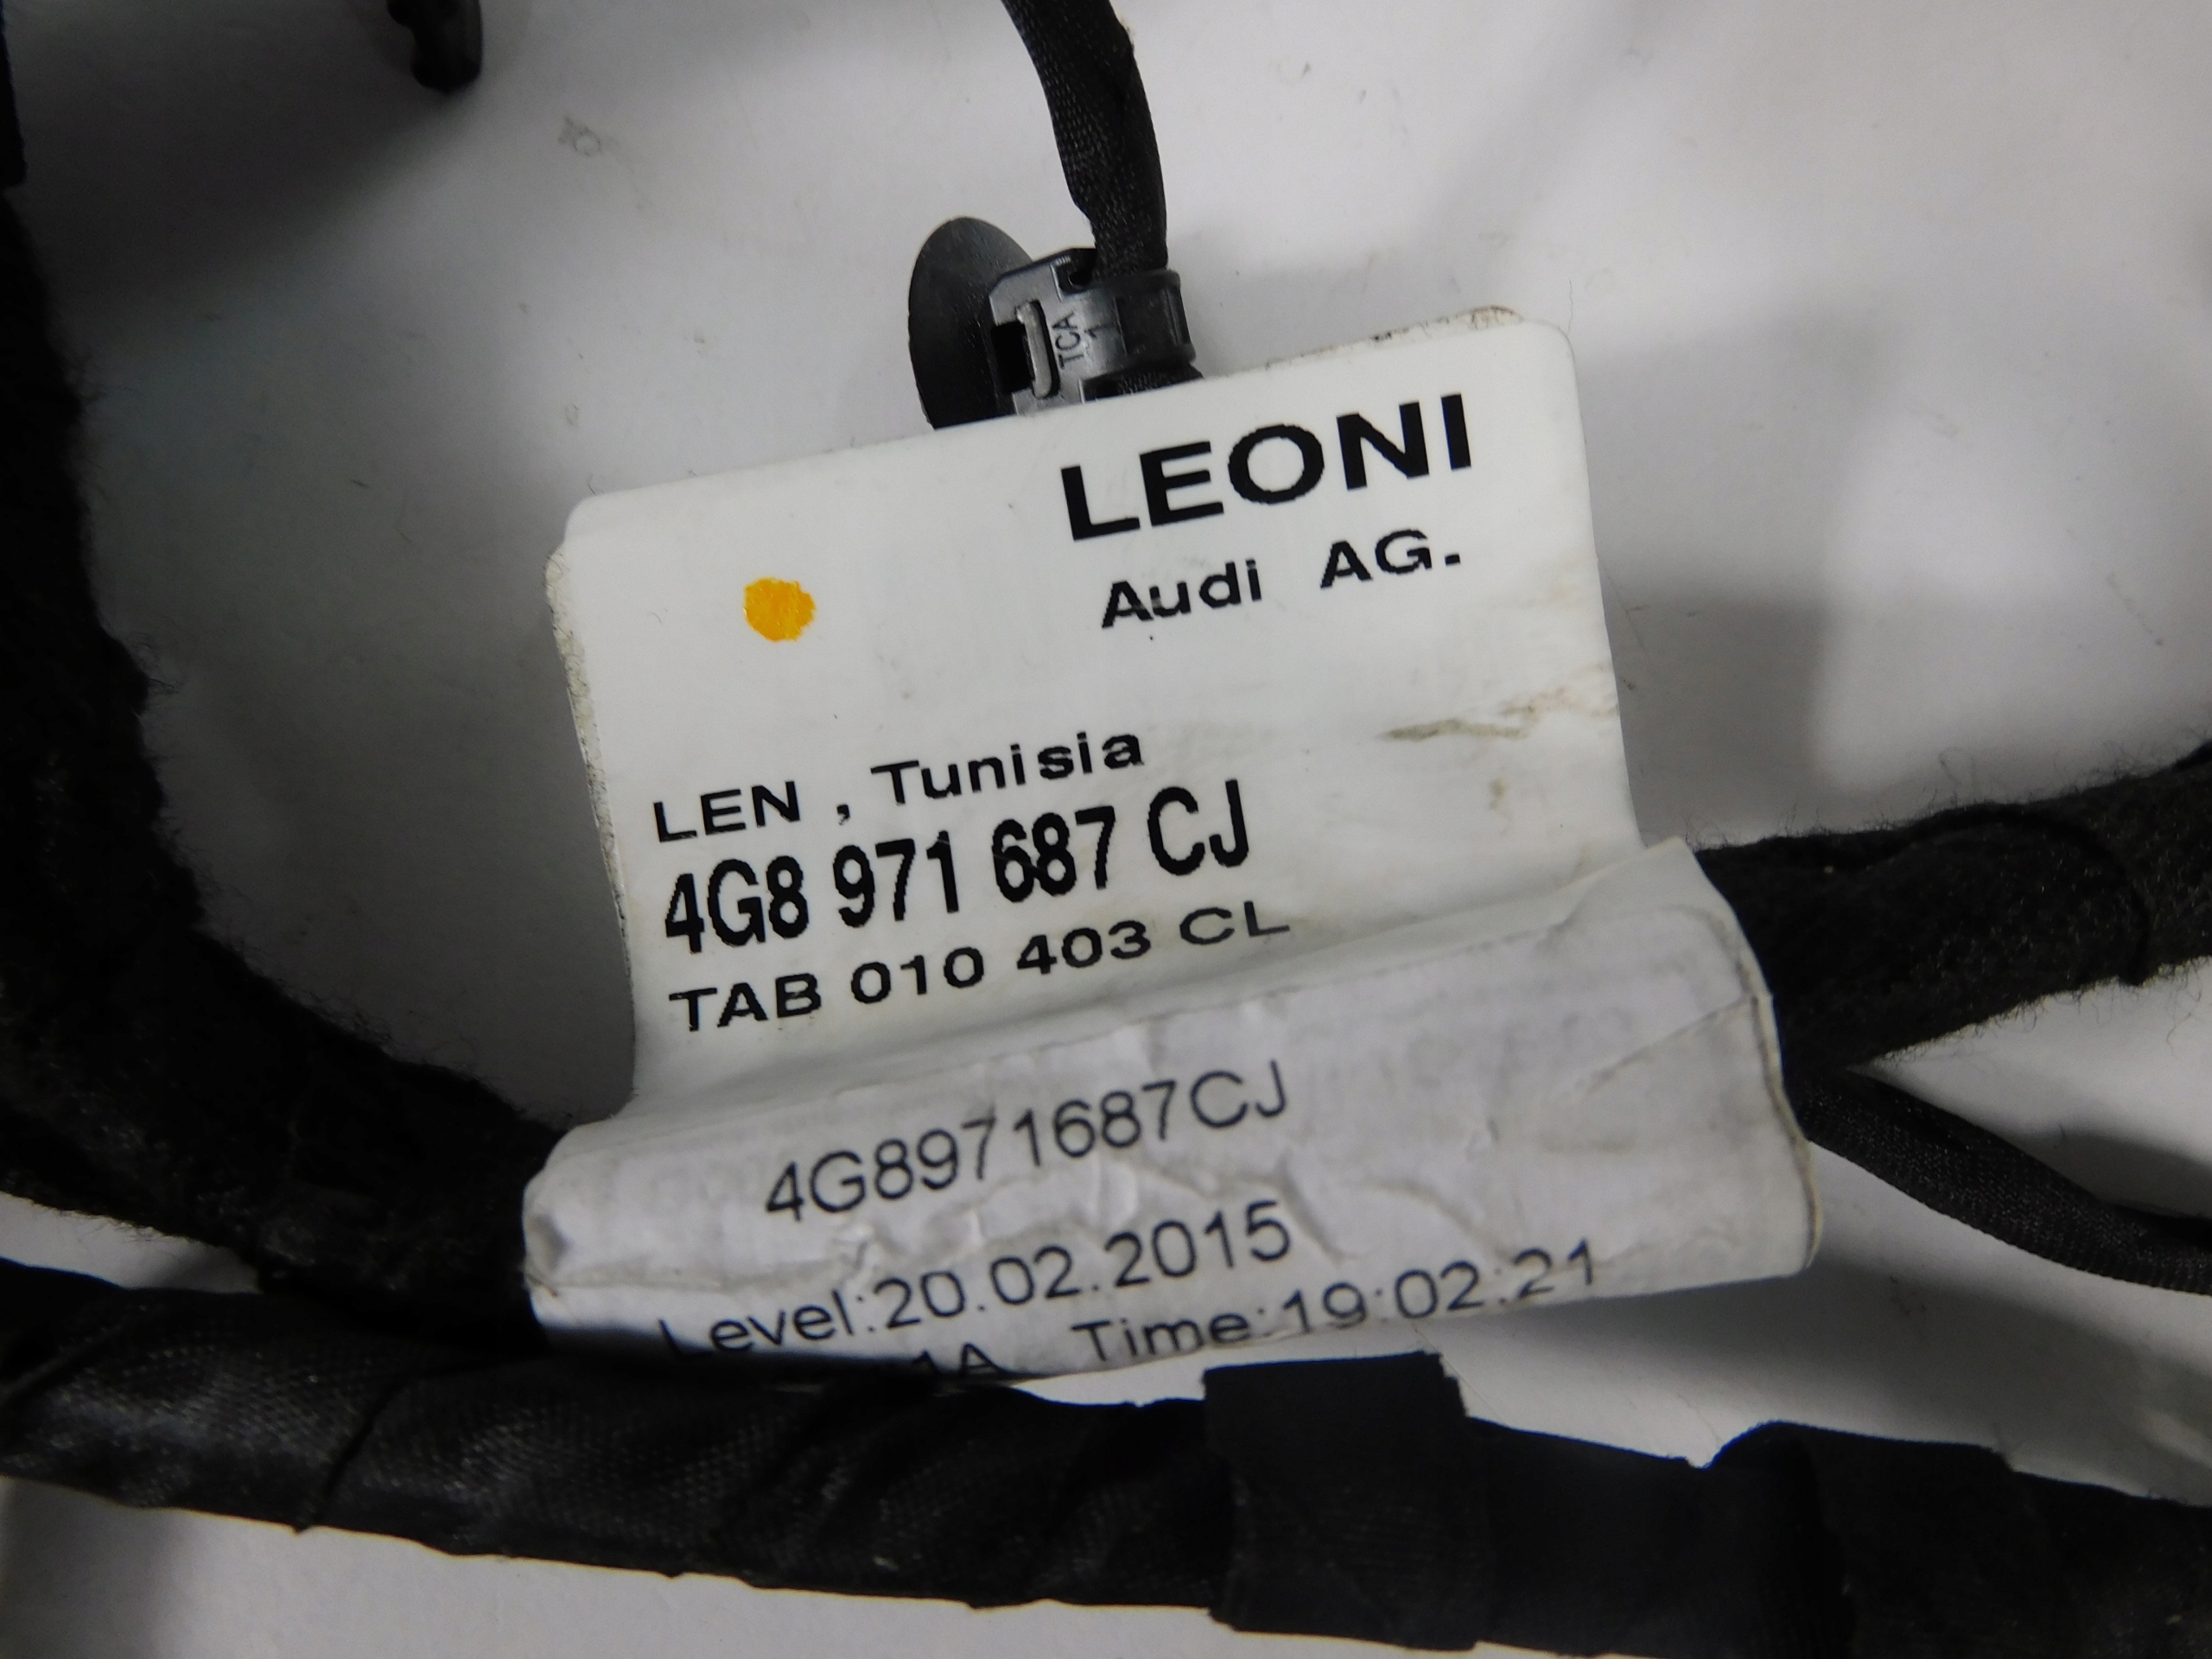 TCA
1
LEONI
Audi AG.
LEN , Tunisia
4G8 971 687 CJ
TAB 010 403 CL
4G8971687CJ
Level:20.02.2015
Time:19:02:21